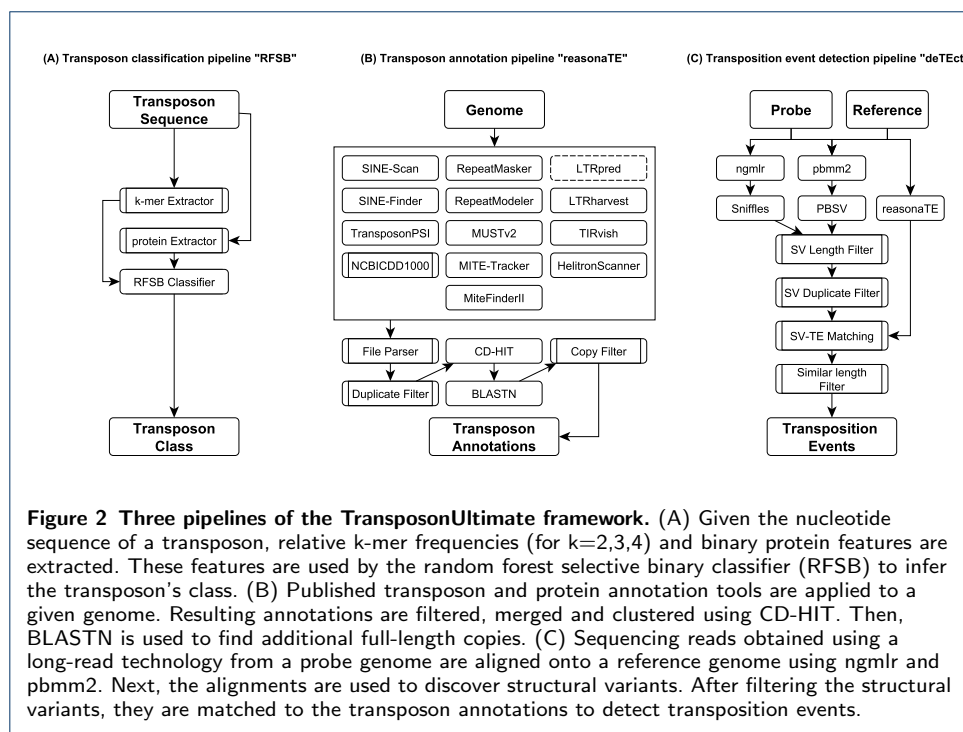 (A) Transposon classification pipeline "RFSB"
Transposon
Sequence
k-mer Extractor
protein Extractor
RFSB Classifier
Transposon
Class
(B) Transposon annotation pipeline "reasonaTE"
Genome
SINE-Scan RepeatMasker LTRpred
SINE-Finder RepeatModeler LTRharvest
TransposonPSI MUSTv2 TIRvish
NCBICDD1000 MITE-Tracker HelitronScanner
MiteFinderII
File Parser CD-HIT Copy Filter
Duplicate Filter BLASTN
Transposon
Annotations
(C) Transposition event detection pipeline "deTEct
Probe Reference
ngmlr pbmm2
Sniffles PBSV reasonaTE
SV Length Filter
SV Duplicate Filter
SV-TE Matching
Similar length
Filter
Transposition
Events
Figure 2 Three pipelines of the TransposonUltimate framework. (A) Given the nucleotide
sequence of a transposon, relative k-mer frequencies (for k=2,3,4) and binary protein features are
extracted. These features are used by the random forest selective binary classifier (RFSB) to infer
the transposon's class. (B) Published transposon and protein annotation tools are applied to a
given genome. Resulting annotations are filtered, merged and clustered using CD-HIT. Then,
BLASTN is used to find additional full-length copies. (C) Sequencing reads obtained using a
long-read technology from a probe genome are aligned onto a reference genome using ngmlr and
pbmm2. Next, the alignments are used to discover structural variants. After filtering the structural
variants, they are matched to the transposon annotations to detect transposition events.